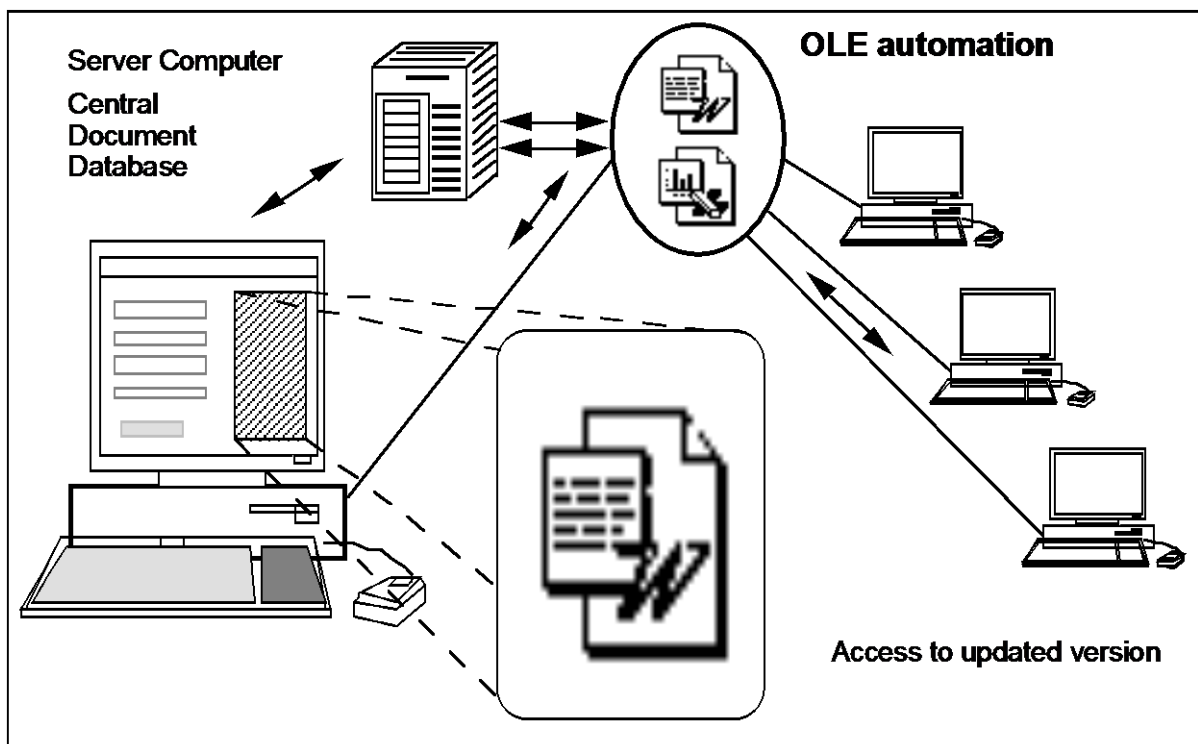 Server Computer
Central
Document
Database
OLE automation
Access to updated version